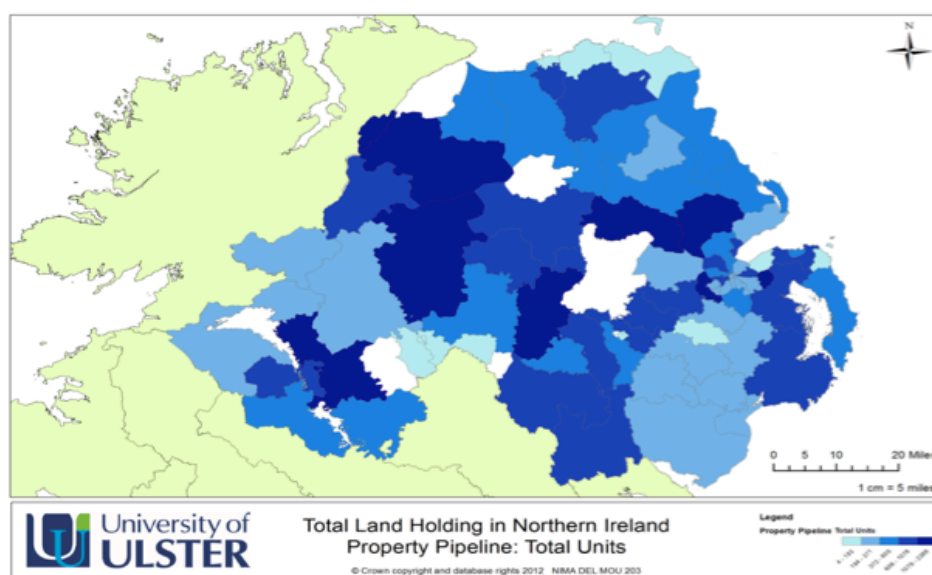 N
0 5 10 20 Miles
1 cm = 5 miles
University of
ULSTER
Total Land Holding in Northern Ireland
Property Pipeline: Total Units
© Crown copyright and database rights 2012 NIMA DEL MOU 203
Legend
Property Pipeline Total Units